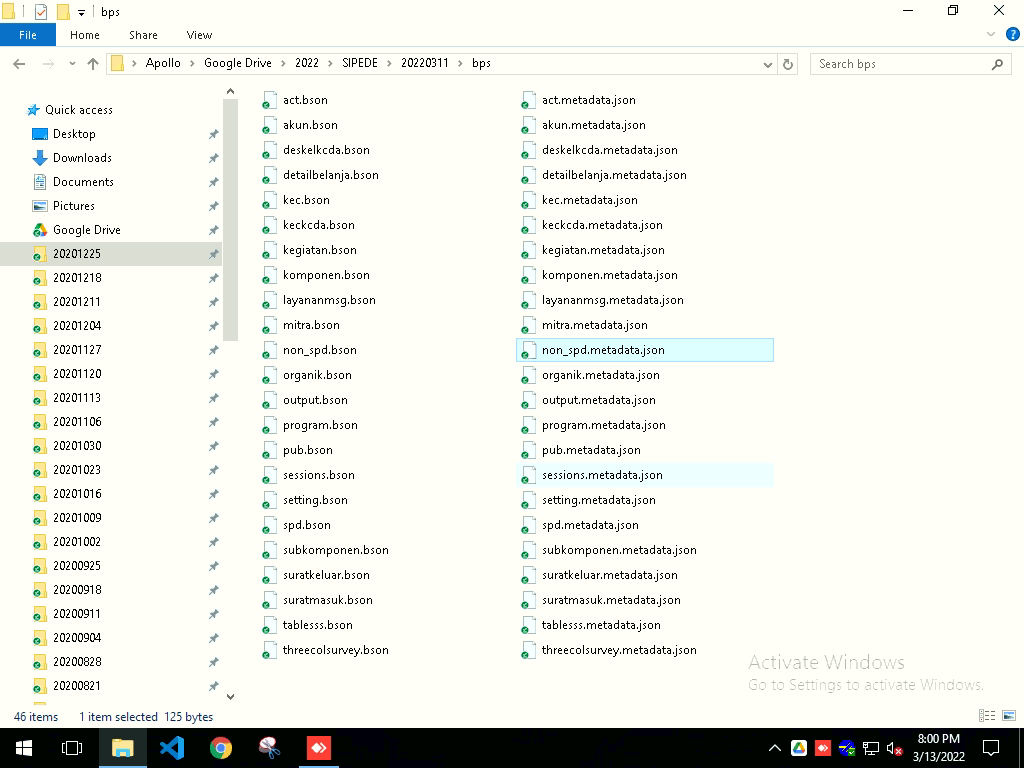 bps
File Home Share View
Apollo Google Drive 2022 SIPEDE 20220311 bps
Search bps
Quick access
Desktop
Downloads
Documents
Pictures
Google Drive
20201225
20201218
20201211
20201204
20201127
20201120
20201113
20201106
20201030
20201023
20201016
20201009
20201002
20200925
20200918
20200911
20200904
20200828
20200821
act.bson
akun.bson
deskelkcda.bson
detailbelanja.bson
kec.bson
keckcda.bson
kegiatan.bson
komponen.bson
layananmsg.bson
mitra.bson
non_spd.bson
organik.bson
output.bson
program.bson
pub.bson
sessions.bson
setting.bson
spd.bson
subkomponen.bson
suratkeluar.bson
suratmasuk.bson
tablesss.bson
threecolsurvey.bson
act.metadata.json
akun.metadata.json
deskelkcda.metadata.json
detailbelanja.metadata.json
kec.metadata.json
keckcda.metadata.json
kegiatan.metadata.json
komponen.metadata.json
layananmsg.metadata.json
mitra.metadata.json
non_spd.metadata.json
organik.metadata.json
output.metadata.json
program.metadata.json
pub.metadata.json
sessions.metadata.json
setting.metadata.json
spd.metadata.json
subkomponen.metadata.json
suratkeluar.metadata.json
suratmasuk.metadata.json
tablesss.metadata.json
threecolsurvey.metadata.json
Activate Windows
Go to Settings to activate Windows.
46 items 1 item selected 125 bytes
8:00 PM
3/13/2022